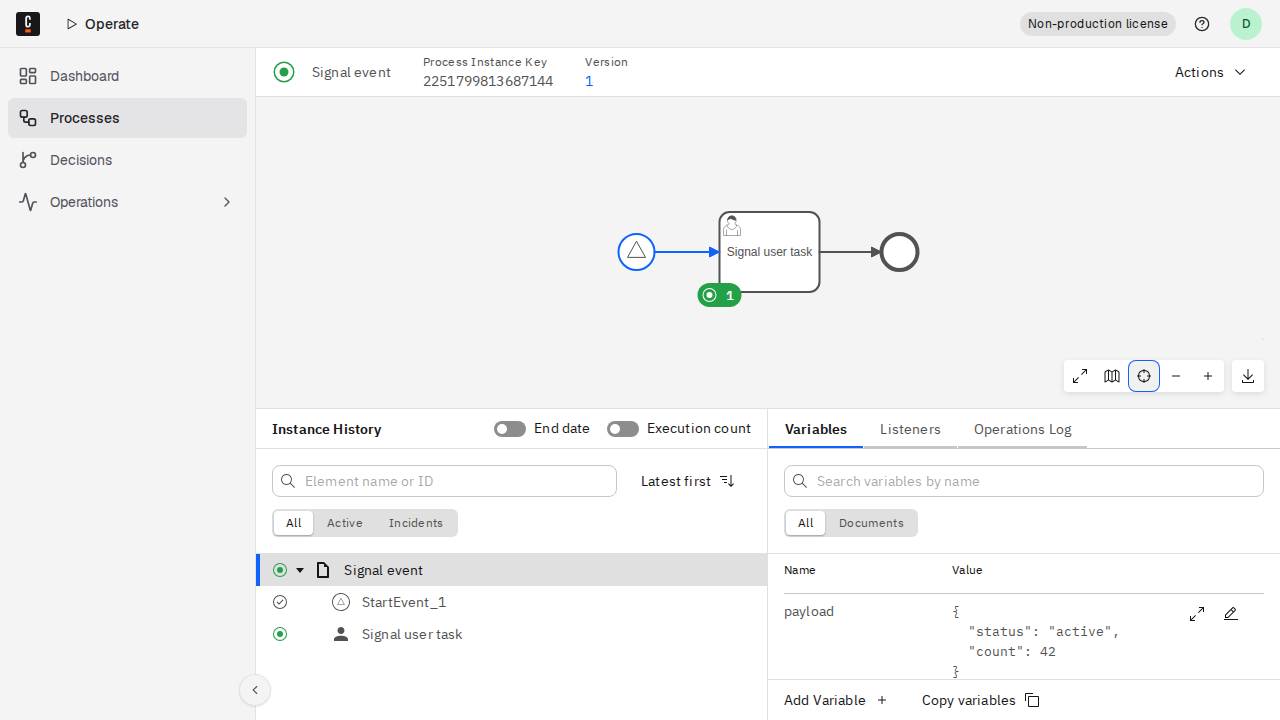 Operate
Non-production license
D
Dashboard
Processes
Decisions
Operations
Signal event
Process Instance Key
2251799813687144
Version
1
Actions
Signal user task
1
Instance History
End date
Execution count
Element name or ID
Latest first
All
Active
Incidents
Signal event
StartEvent_1
Signal user task
Variables
Listeners
Operations Log
Search variables by name
All
Documents
Name
Value
payload
{
"status": "active",
"count": 42
}
Add Variable
Copy variables